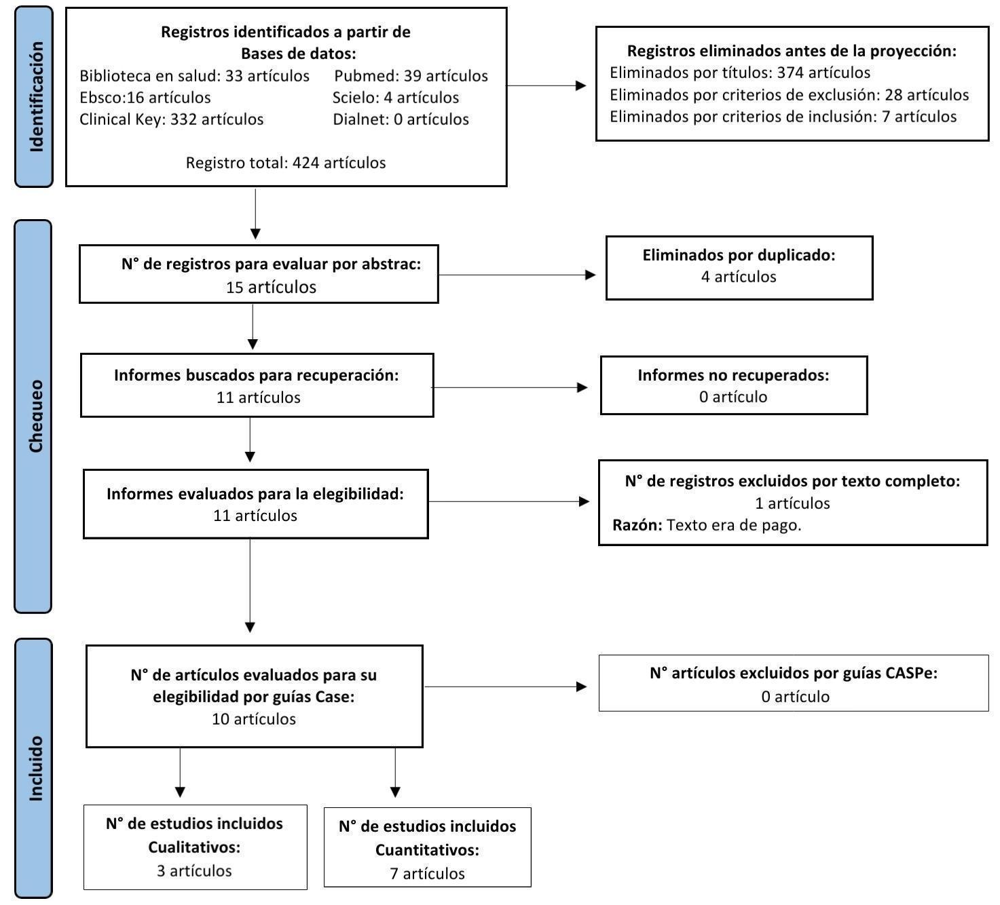 Identificación
Registros identificados a partir de
Bases de datos:
Biblioteca en salud: 33 artículos Pubmed: 39 artículos
Ebsco:16 artículos Scielo: 4 artículos
Clinical Key: 332 artículos Dialnet: 0 artículos
Registro total: 424 artículos
Registros eliminados antes de la proyección:
Eliminados por títulos: 374 artículos
Eliminados por criterios de exclusión: 28 artículos
Eliminados por criterios de inclusión: 7 artículos
Chequeo
N° de registros para evaluar por abstrac:
15 artículos
Eliminados por duplicado:
4 artículos
Informes buscados para recuperación:
11 artículos
Informes no recuperados:
0 artículo
Informes evaluados para la elegibilidad:
11 artículos
N° de registros excluidos por texto completo:
1 artículos
Razón: Texto era de pago.
Incluido
N° de artículos evaluados para su
elegibilidad por guías Case:
10 artículos
N° artículos excluidos por guías CASPe:
0 artículo
N° de estudios incluidos
Cualitativos:
3 artículos
N° de estudios incluidos
Cuantitativos:
7 artículos